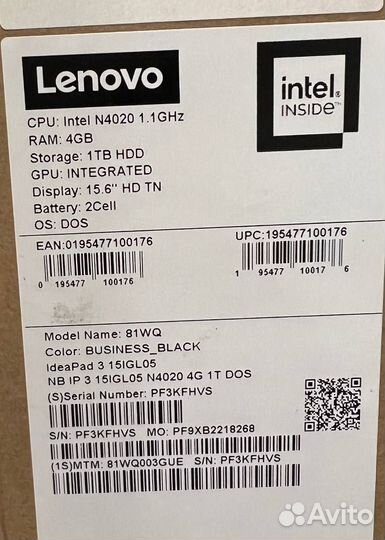 Lenovo
intel
INSIDE™
CPU: Intel N4020 1.1GHz
RAM: 4GB
Storage: 1TB HDD
GPU: INTEGRATED
Display: 15.6'' HD TN
Battery: 2Cell
OS: DOS
EAN:0195477100176
UPC:195477100176
0 195477 100176
1 95477 10017 6
Model Name: 81WQ
Color: BUSINESS_BLACK
IdeaPad 3 15IGL05
NB IP 3 15IGL05 N4020 4G 1T DOS
(S)Serial Number: PF3KFHVS
S/N: PF3KFHVS MO: PF9XB2218268
(1S)MTM: 81WQ003GUE S/N: PF3KFHVS
Avito